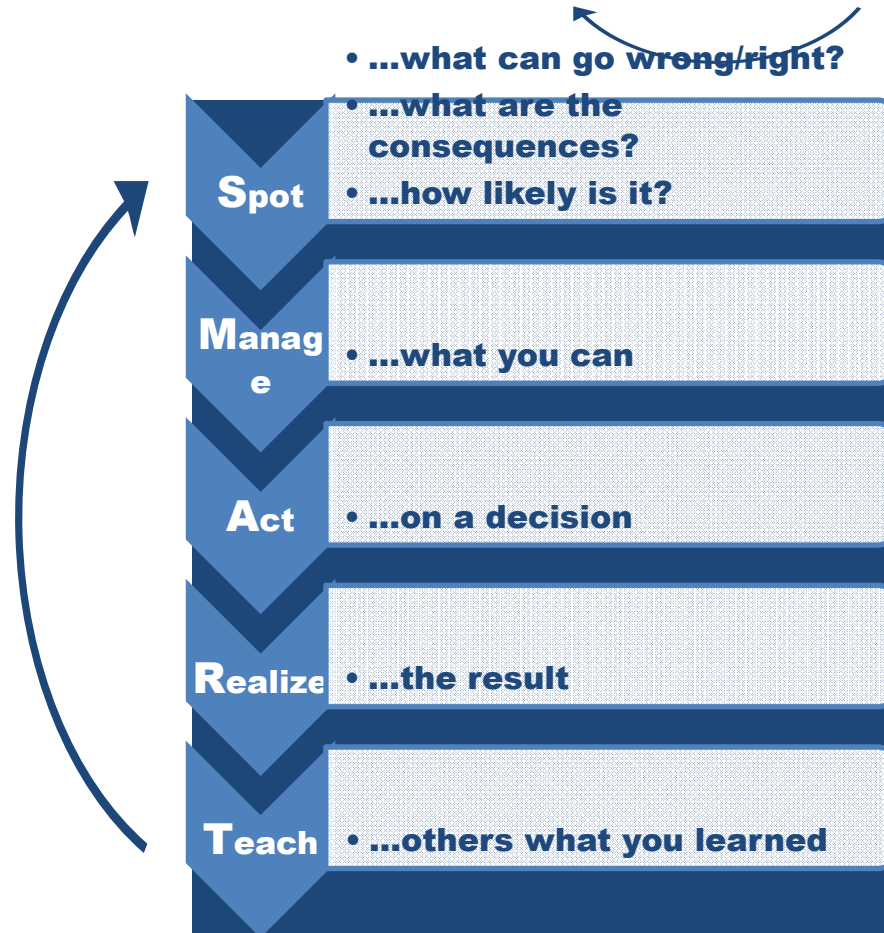 • ...what can go wrong/right?
• ...what are the
consequences?
Spot
• ...how likely is it?
Manag
e
• ...what you can
Act
• ...on a decision
Realize
• ...the result
Teach
• ...others what you learned